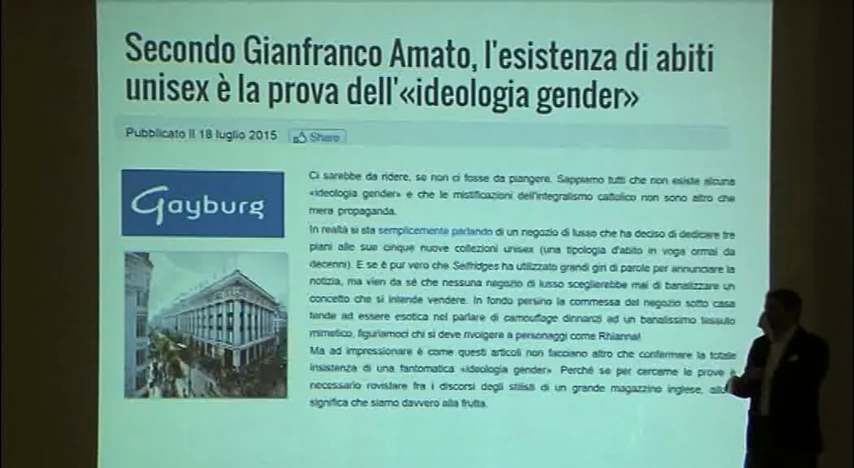 Secondo Gianfranco Amato, l'esistenza di abiti
unisex è la prova dell'«ideologia gender»
Pubblicato il 18 luglio 2015 Share
Gayburg
Ci sarebbe da ridere, se non ci fosse da piangere. Sappiamo tutti che non esiste alcuna
«ideologia gender» e che le mistificazioni dell'integralismo cattolico non sono altro che
mera propaganda.
In realtà si sta semplicemente parlando di un negozio di lusso che ha deciso di dedicare tre
piani alle sue cinque nuove collezioni unisex (una tipologia d'abito in voga ormai da
decenni). E se è pur vero che Selfridges ha utilizzato grandi giri di parole per annunciare la
notizia, ma vien da sé che nessuna negozio di lusso sceglierebbe mai di banalizzare un
concetto che si intende vendere. In fondo persino la commessa del negozio sotto casa
tende ad essere esotica nel parlare di camouflage dinnanzi ad un banalissimo tessuto
mimetico, figuriamoci chi si deve rivolgere a personaggi come Rhianna!
Ma ad impressionare è come questi articoli non facciano altro che confermare la totale
insistenza di una fantomatica «ideologia gender» Perché se per cercarne le prove è
necessario rovistare fra i discorsi degli stilisti di un grande magazzino inglese,
significa che siamo davvero alla frutta.